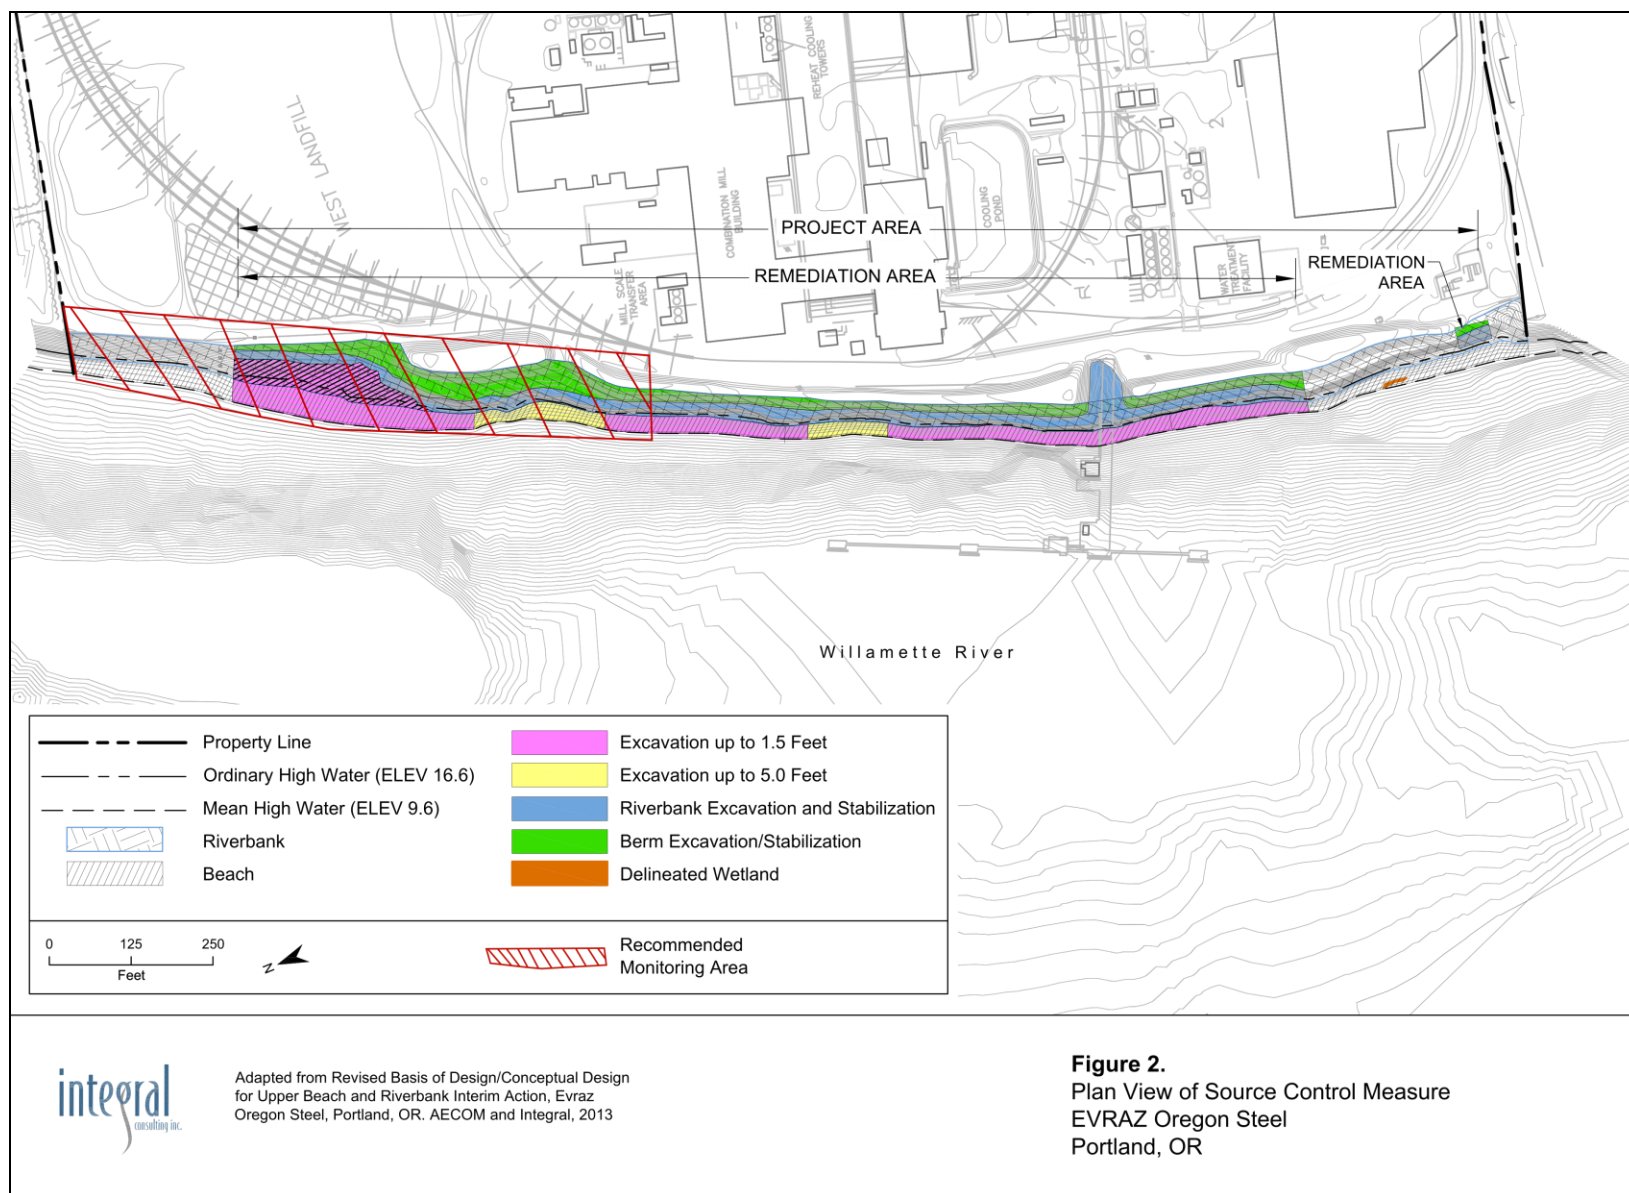 REHEAT COOLING
TOWERS
WEST LANDFILL
COMBINATION MILL
BUILDING
COOLING
POND
PROJECT AREA
REMEDIATION AREA
REMEDIATION
AREA
MILL SCALE
TRANSFER
AREA
WATER
TREATMENT
FACILITY
Willamette River
Property Line
Ordinary High Water (ELEV 16.6)
Mean High Water (ELEV 9.6)
Riverbank
Beach
Excavation up to 1.5 Feet
Excavation up to 5.0 Feet
Riverbank Excavation and Stabilization
Berm Excavation/Stabilization
Delineated Wetland
0 125 250
Feet
N
Recommended
Monitoring Area
integral
consulting inc.
Adapted from Revised Basis of Design/Conceptual Design
for Upper Beach and Riverbank Interim Action, Evraz
Oregon Steel, Portland, OR. AECOM and Integral, 2013
Figure 2.
Plan View of Source Control Measure
EVRAZ Oregon Steel
Portland, OR